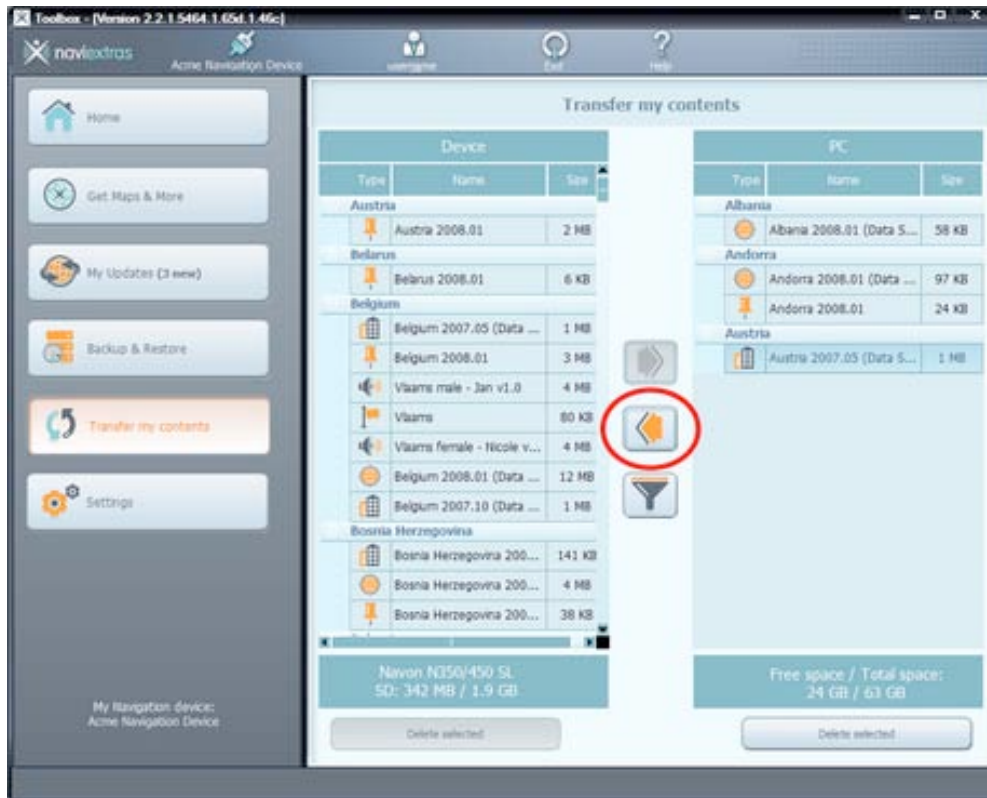 Toolbox - [Version 2.2.1.5464.1.65d.1.46c]
naviextras
Acme Navigation Device
username
Exit
Help
Home
Get Maps & More
My Updates (3 new)
Backup & Restore
Transfer my contents
Settings
My Navigation device:
Acme Navigation Device
Transfer my contents
Device
Type Name Size
Austria
Austria 2008.01 2 MB
Belarus
Belarus 2008.01 6 KB
Belgium
Belgium 2007.05 (Data ... 1 MB
Belgium 2008.01 3 MB
Vlaams male - Jan v1.0 4 MB
Vlaams 80 KB
Vlaams female - Nicole v... 4 MB
Belgium 2008.01 (Data ... 12 MB
Belgium 2007.10 (Data ... 1 MB
Bosnia Herzegovina
Bosnia Herzegovina 200... 141 KB
Bosnia Herzegovina 200... 4 MB
Bosnia Herzegovina 200... 38 KB
Navon N350/450 SL
SD: 342 MB / 1.9 GB
Delete selected
PC
Type Name Size
Albania
Albania 2008.01 (Data S... 58 KB
Andorra
Andorra 2008.01 (Data ... 97 KB
Andorra 2008.01 24 KB
Austria
Austria 2007.05 (Data S... 1 MB
Free space / Total space:
24 GB / 63 GB
Delete selected